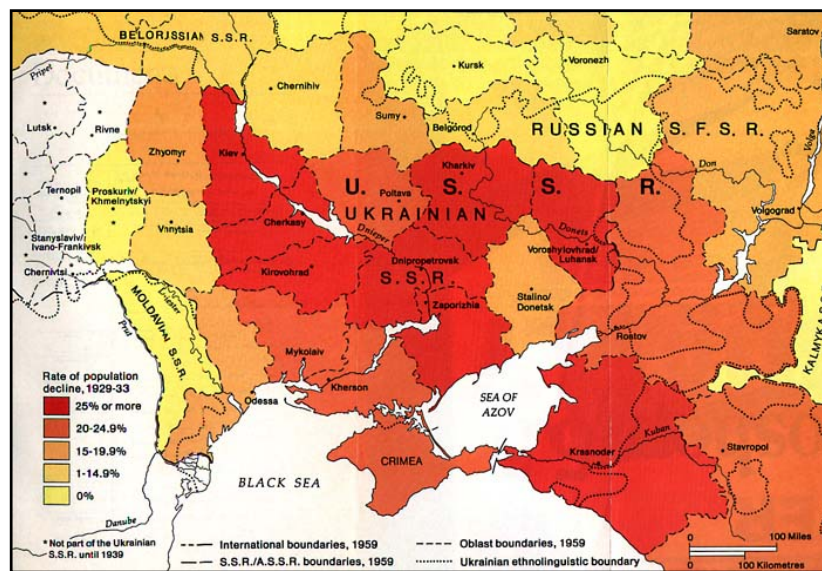 BELORUSSIAN S.S.R.
Saratov
Pripet
Chernihiv
Kursk
Voronezh
Lutsk
Rivne
Sumy
Belgorod
RUSSIAN S.F.S.R.
Zhyomyr
Kiev
Kharkiv
Don
Volga
Ternopil
Proskuriv/
Khmelnytskyi
U. S. S. R.
Poltava
UKRAINIAN
Stanyslaviv/
Ivano-Frankivsk
Vnnytsia
Cherkasy
Dnieper
Donets
Volgograd
Chernivtsi
Kirovohrad
Dnipropetrovsk
Voroshylovhrad/
Luhansk
S.S.R
Zaporizhia
Stalino/
Donetsk
MOLDAVIAN S.S.R.
Dniester
Prut
Mykolaiv
Rostov
KALMYK A.S.S.R.
Rate of population
decline, 1929-33
25% or more
20-24.9%
15-19.9%
1-14.9%
0%
Odessa
Kherson
SEA OF
AZOV
CRIMEA
Krasnodar
Kuban
Stavropol
BLACK SEA
Danube
* Not part of the Ukrainian
S.S.R. until 1939
International boundaries, 1959
S.S.R./A.S.S.R. boundaries, 1959
Oblast boundaries, 1959
Ukrainian ethnolinguistic boundary
0 100 Miles
0 100 Kilometres